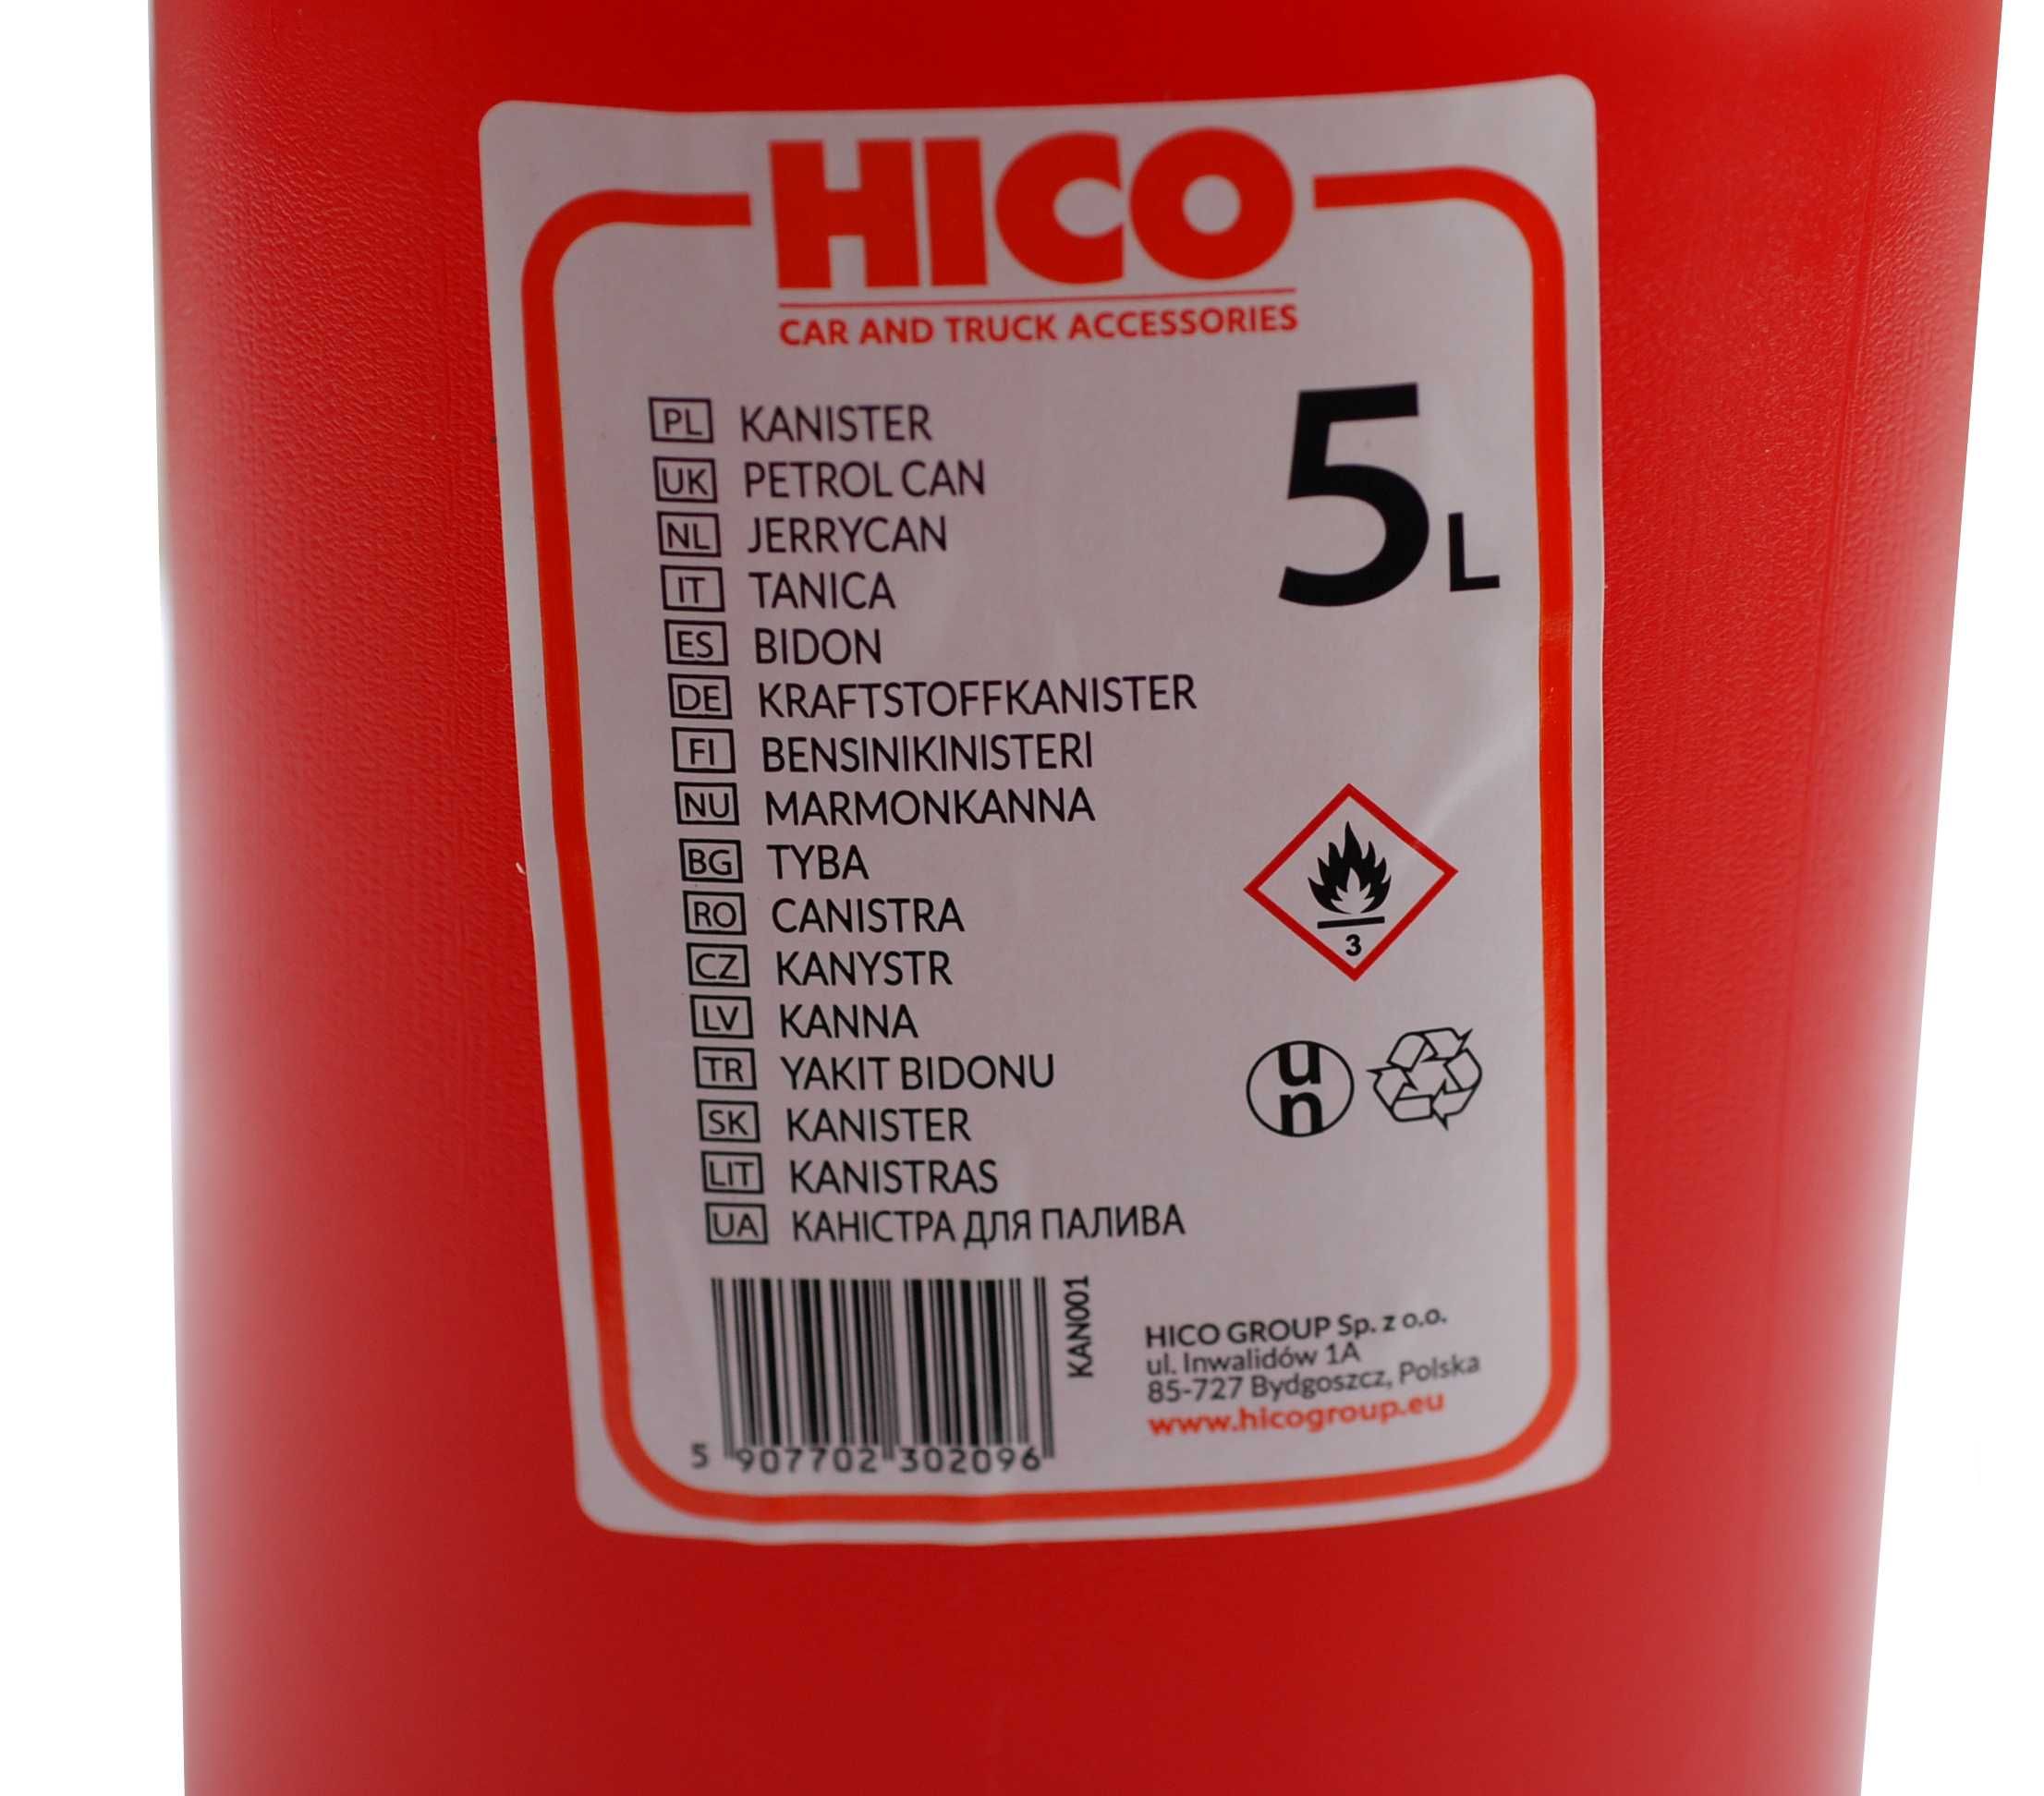 HICO
CAR AND TRUCK ACCESSORIES
5L
PL KANISTER
UK PETROL CAN
NL JERRYCAN
IT TANICA
ES BIDON
DE KRAFTSTOFFKANISTER
FI BENSINIKINISTERI
NU MARMONKANNA
BG ТУБА
RO CANISTRA
CZ KANYSTR
LV KANNA
TR YAKIT BIDONU
SK KANISTER
LIT KANISTRAS
UA КАНІСТРА ДЛЯ ПАЛИВА
3
un
KAN001
5 907702 302096
HICO GROUP Sp. z o.o.
ul. Inwalidów 1A
85-727 Bydgoszcz, Polska
www.hicogroup.eu